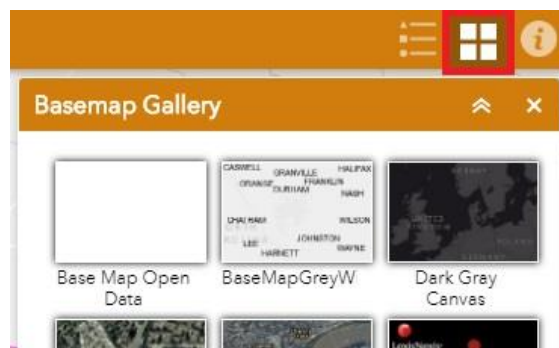 Basemap Gallery
CASWELL GRANVILLE HALIFAX
ORANGE FRANKLIN
DURHAM NASH
CHATHAM WILSON
LEE JOHNSTON
HARNETT WAYNE
Base Map Open
Data
BaseMapGreyW
Dark Gray
Canvas